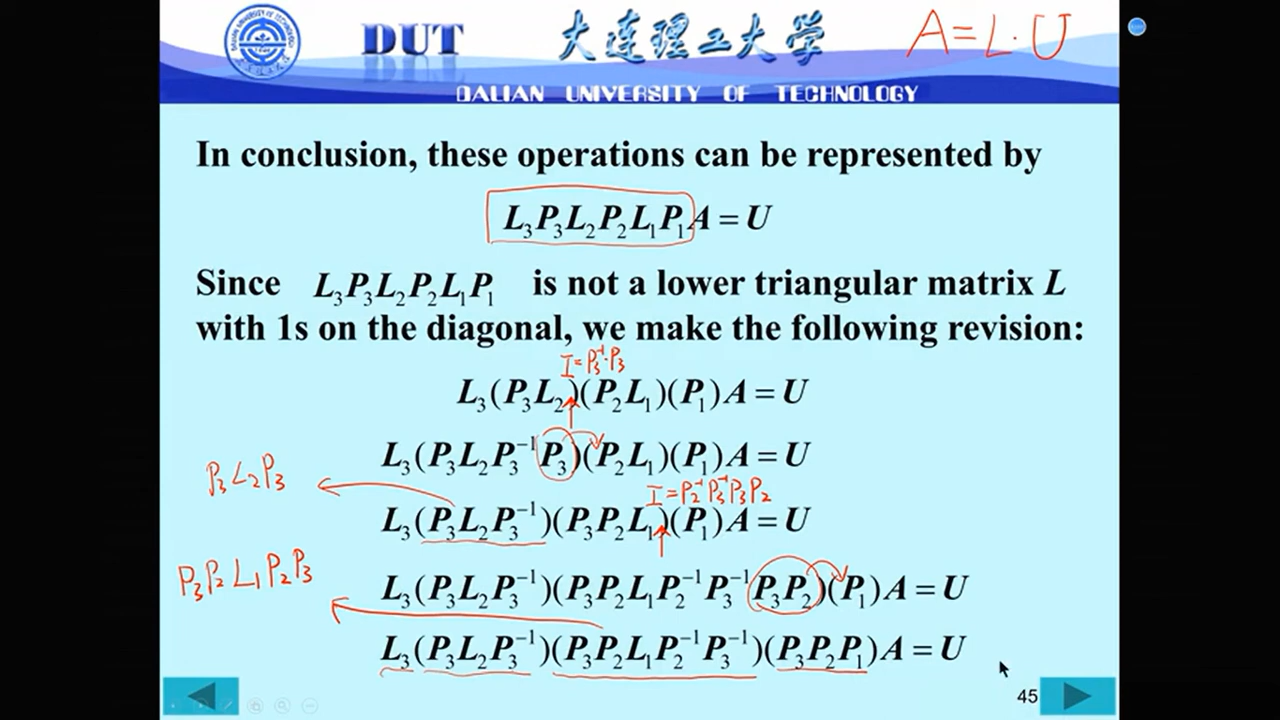 DUT 大连理工大学 A=L·U
DALIAN UNIVERSITY OF TECHNOLOGY
In conclusion, these operations can be represented by
L₃P₃L₂P₂L₁P₁A = U
Since L₃P₃L₂P₂L₁P₁ is not a lower triangular matrix L
with 1s on the diagonal, we make the following revision:
I=P₃⁻¹·P₃
L₃(P₃L₂)(P₂L₁)(P₁)A = U
L₃(P₃L₂P₃⁻¹P₃)(P₂L₁)(P₁)A = U
P₃L₂P₃
I=P₂⁻¹P₃⁻¹P₃P₂
L₃(P₃L₂P₃⁻¹)(P₃P₂L₁)(P₁)A = U
P₃P₂L₁P₂P₃
L₃(P₃L₂P₃⁻¹)(P₃P₂L₁P₂⁻¹P₃⁻¹P₃P₂)(P₁)A = U
L₃(P₃L₂P₃⁻¹)(P₃P₂L₁P₂⁻¹P₃⁻¹)(P₃P₂P₁)A = U
45